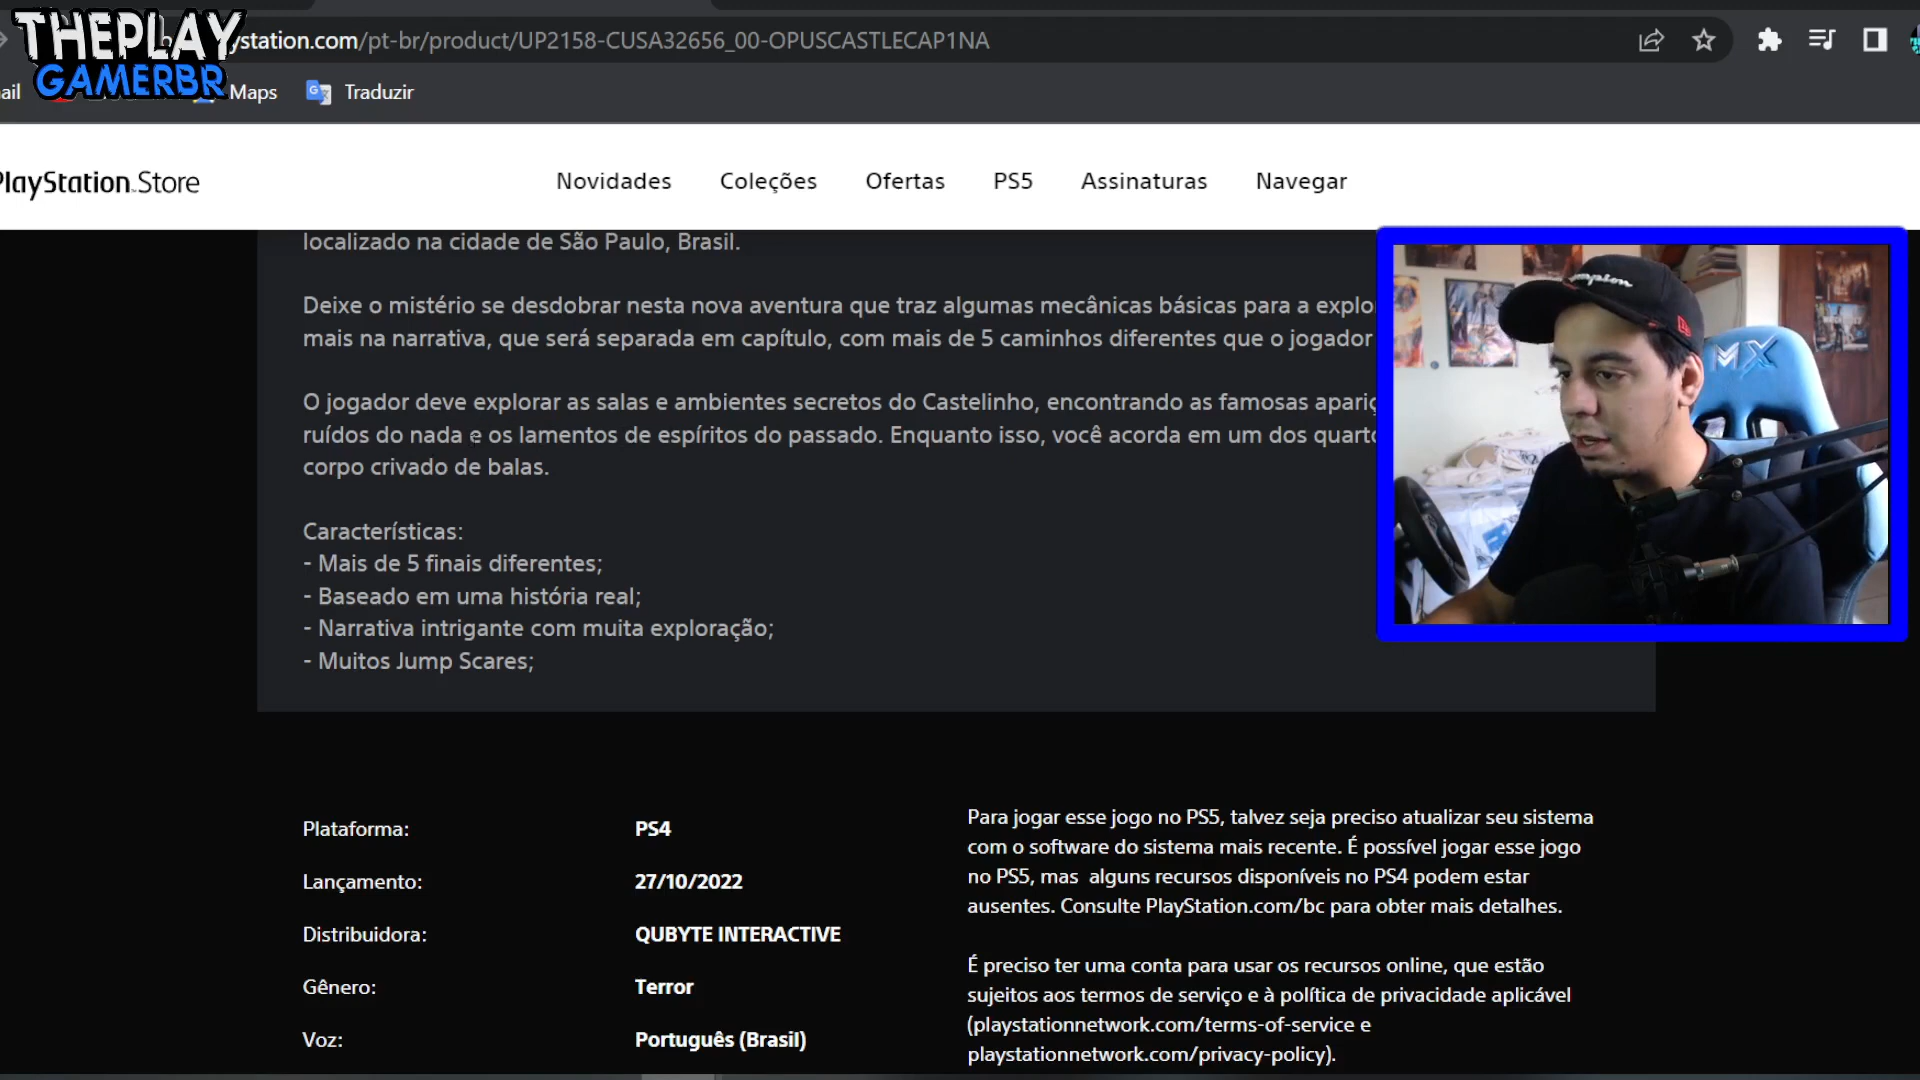 THEPLAY
GAMERBR
ystation.com/pt-br/product/UP2158-CUSA32656_00-OPUSCASTLECAP1NA
ail
Maps
Traduzir
PlayStation Store
Novidades
Coleções
Ofertas
PS5
Assinaturas
Navegar
localizado na cidade de São Paulo, Brasil.
Deixe o mistério se desdobrar nesta nova aventura que traz algumas mecânicas básicas para a explor
mais na narrativa, que será separada em capítulo, com mais de 5 caminhos diferentes que o jogador
O jogador deve explorar as salas e ambientes secretos do Castelinho, encontrando as famosas apariç
ruídos do nada e os lamentos de espíritos do passado. Enquanto isso, você acorda em um dos quarto
corpo crivado de balas.
Características:
- Mais de 5 finais diferentes;
- Baseado em uma história real;
- Narrativa intrigante com muita exploração;
- Muitos Jump Scares;
Champion
MX
Plataforma: PS4
Lançamento: 27/10/2022
Distribuidora: QUBYTE INTERACTIVE
Gênero: Terror
Voz: Português (Brasil)
Para jogar esse jogo no PS5, talvez seja preciso atualizar seu sistema
com o software do sistema mais recente. É possível jogar esse jogo
no PS5, mas alguns recursos disponíveis no PS4 podem estar
ausentes. Consulte PlayStation.com/bc para obter mais detalhes.
É preciso ter uma conta para usar os recursos online, que estão
sujeitos aos termos de serviço e à política de privacidade aplicável
(playstationnetwork.com/terms-of-service e
playstationnetwork.com/privacy-policy).